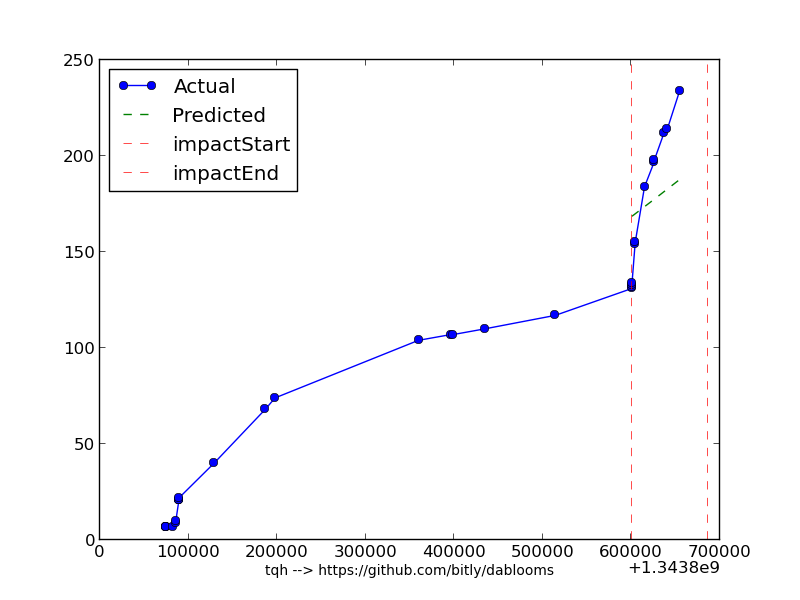 250
200
150
100
50
0
Actual
Predicted
impactStart
impactEnd
0 100000 200000 300000 400000 500000 600000 700000
+1.3438e9
tqh --> https://github.com/bitly/dablooms